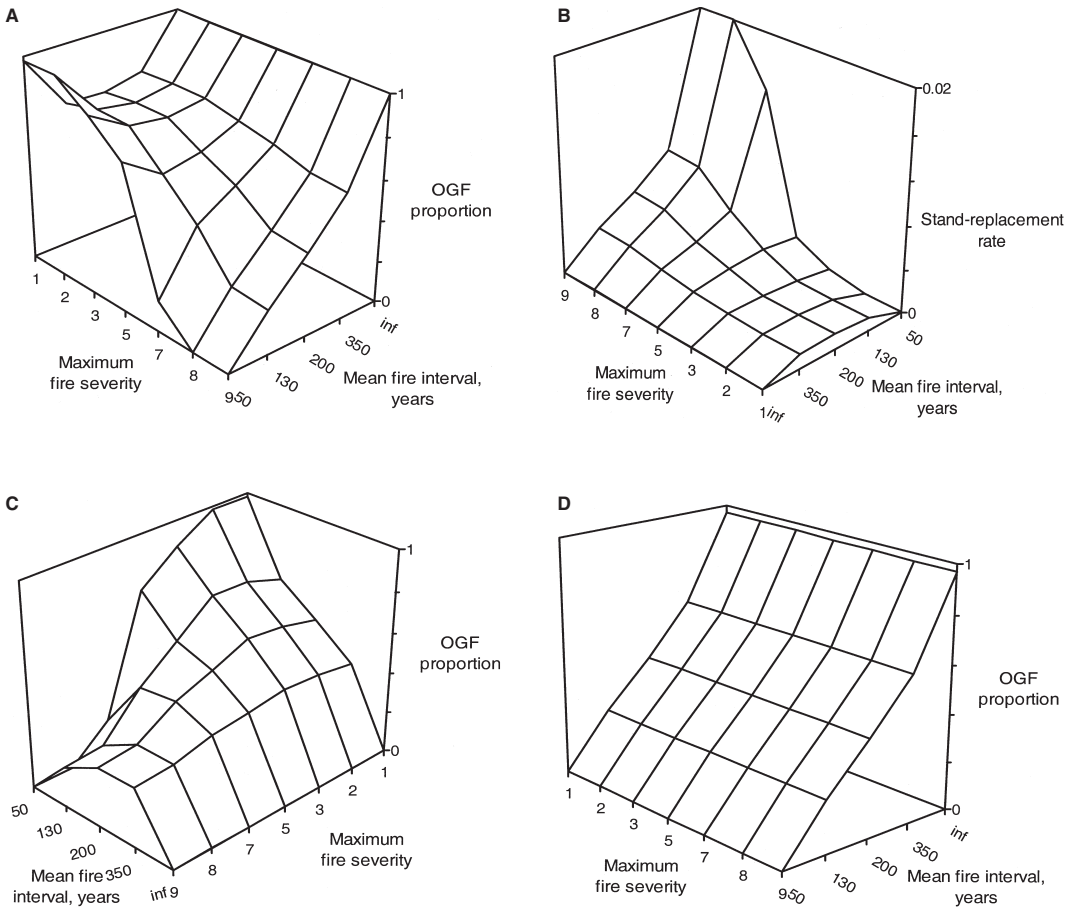 A
1
OGF
proportion
0
1
2
3
5
7
8
9
50
130
200
350
inf
Maximum
fire severity
Mean fire interval,
years
B
0.02
Stand-replacement
rate
0
9
8
7
5
3
2
1
inf
350
200
130
50
Maximum
fire severity
Mean fire interval,
years
C
1
OGF
proportion
0
50
130
200
350
inf
9
8
7
5
3
2
1
Mean fire
interval, years
Maximum
fire severity
D
1
OGF
proportion
0
1
2
3
5
7
8
9
50
130
200
350
inf
Maximum
fire severity
Mean fire interval,
years